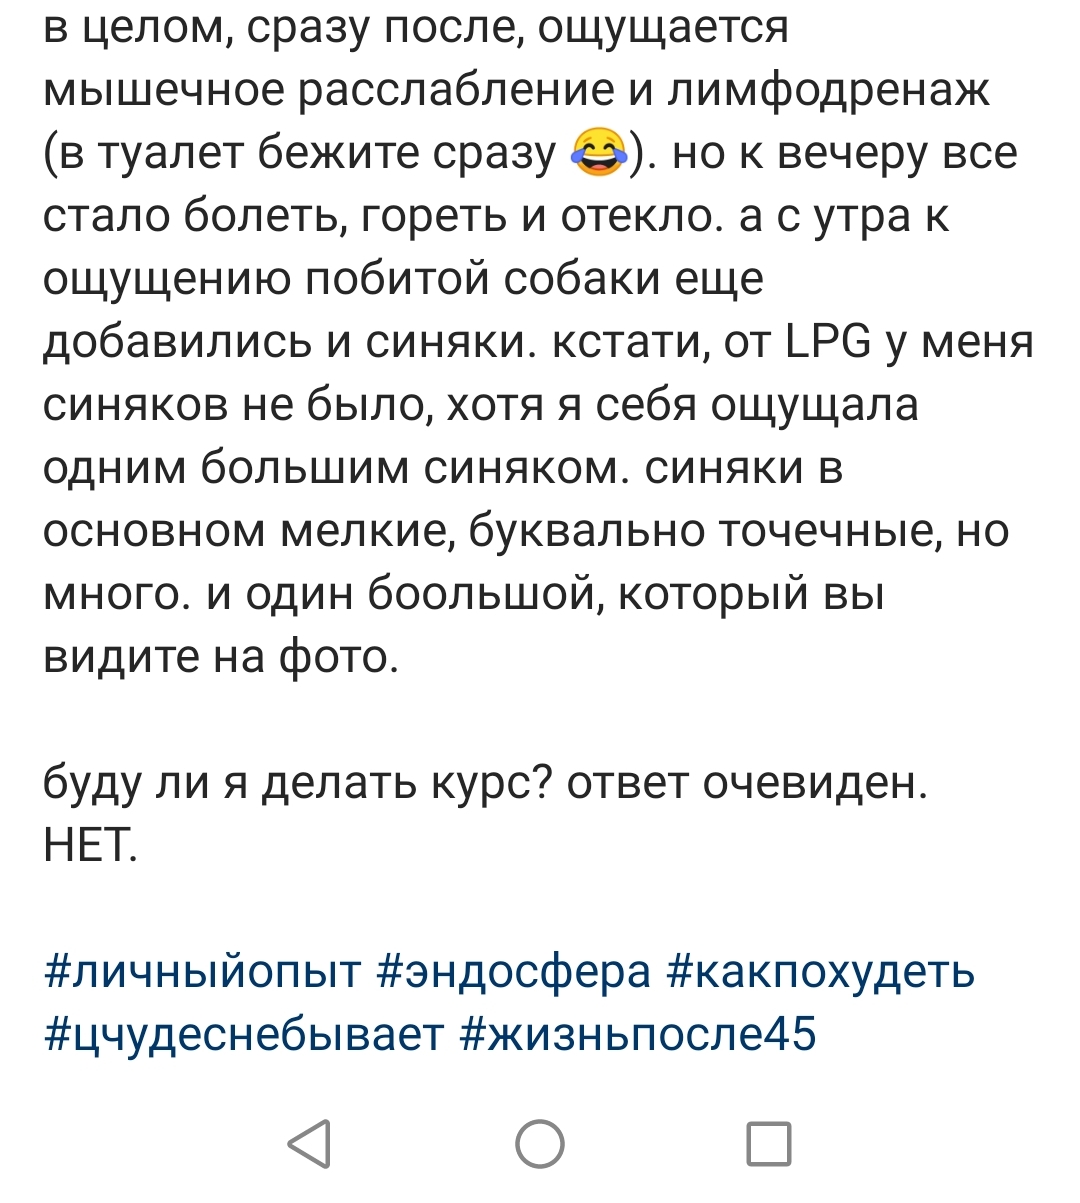 в целом, сразу после, ощущается
мышечное расслабление и лимфодренаж
(в туалет бежите сразу 😂). но к вечеру все
стало болеть, гореть и отекло. а с утра к
ощущению побитой собаки еще
добавились и синяки. кстати, от LPG у меня
синяков не было, хотя я себя ощущала
одним большим синяком. синяки в
основном мелкие, буквально точечные, но
много. и один боольшой, который вы
видите на фото.
буду ли я делать курс? ответ очевиден.
НЕТ.
#личныйопыт #эндосфера #какпохудеть
#цчудеснебывает #жизньпосле45